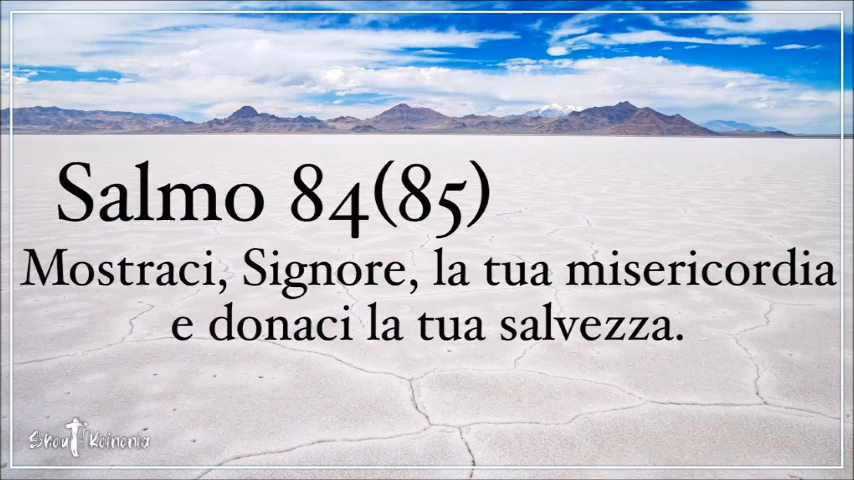 Salmo 84(85)
Mostraci, Signore, la tua misericordia
e donaci la tua salvezza.
Shout Koinonia